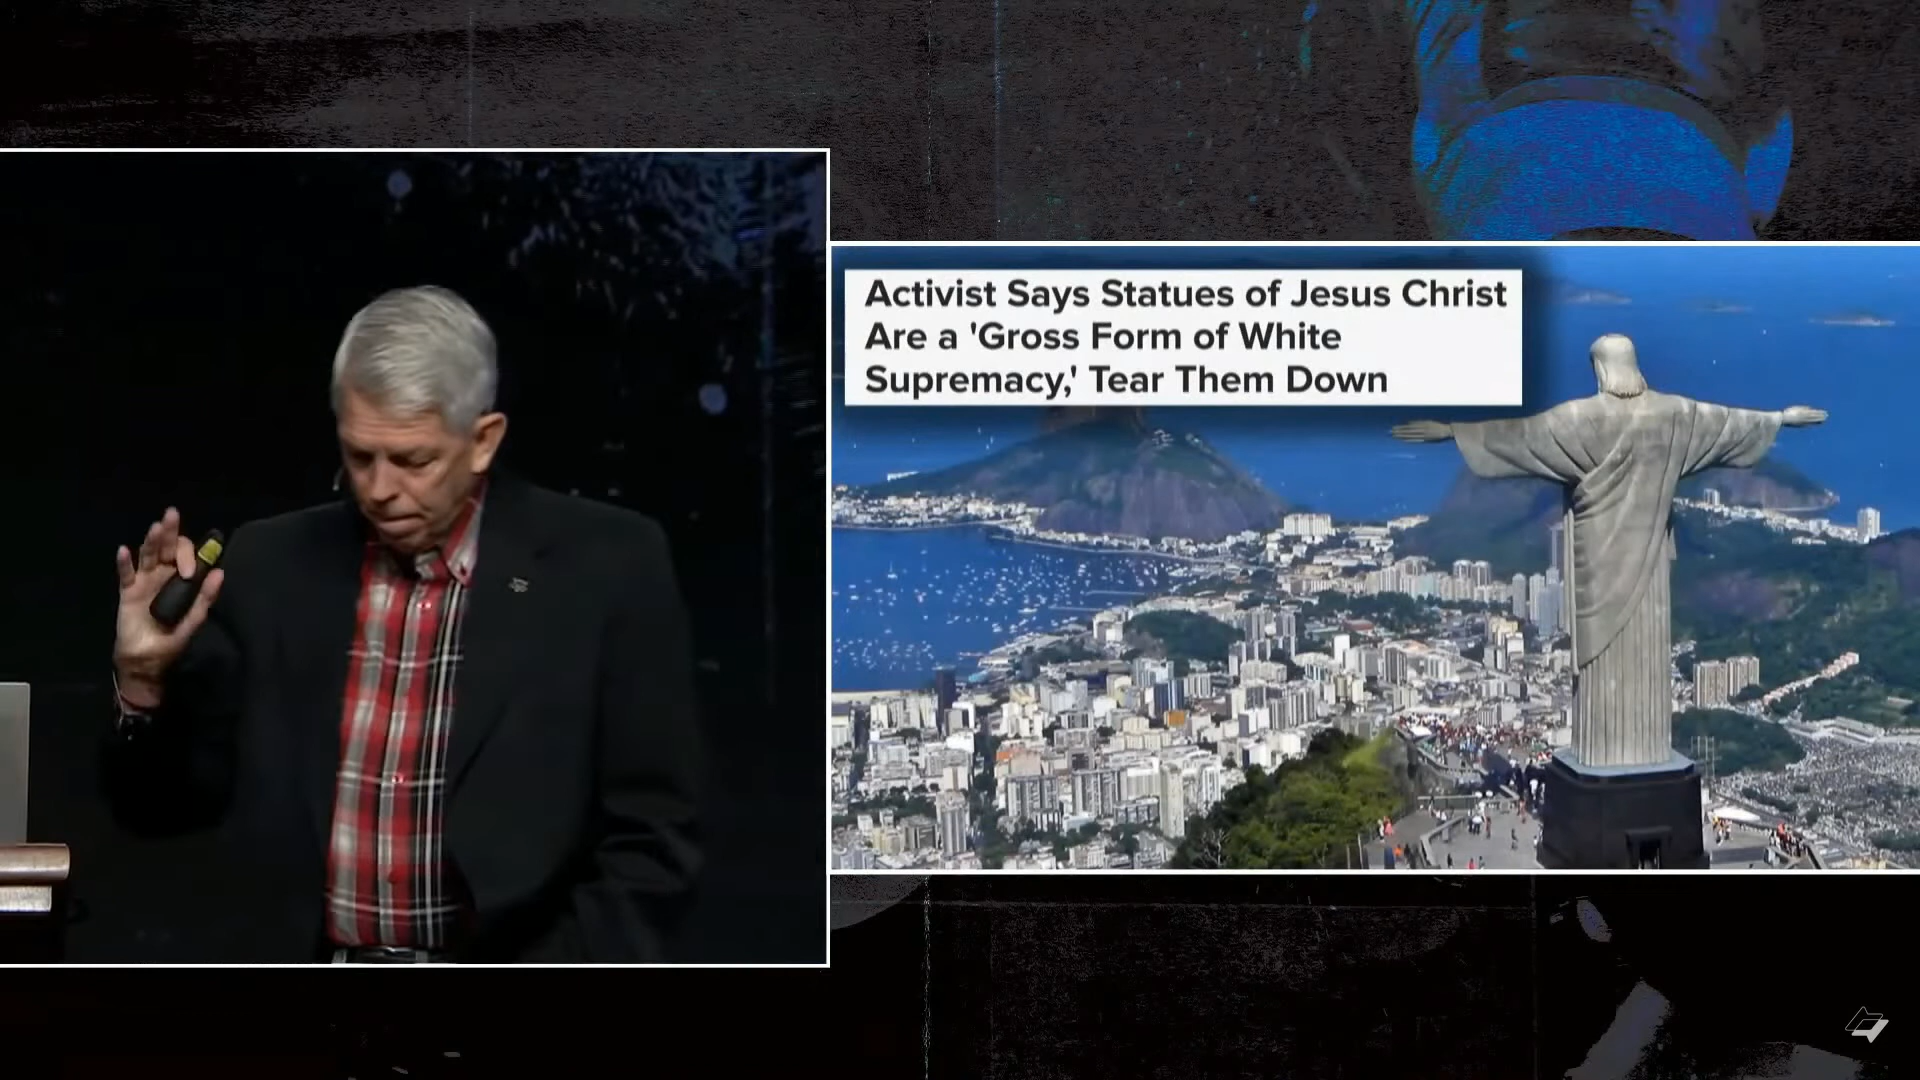 Activist Says Statues of Jesus Christ
Are a 'Gross Form of White
Supremacy,' Tear Them Down